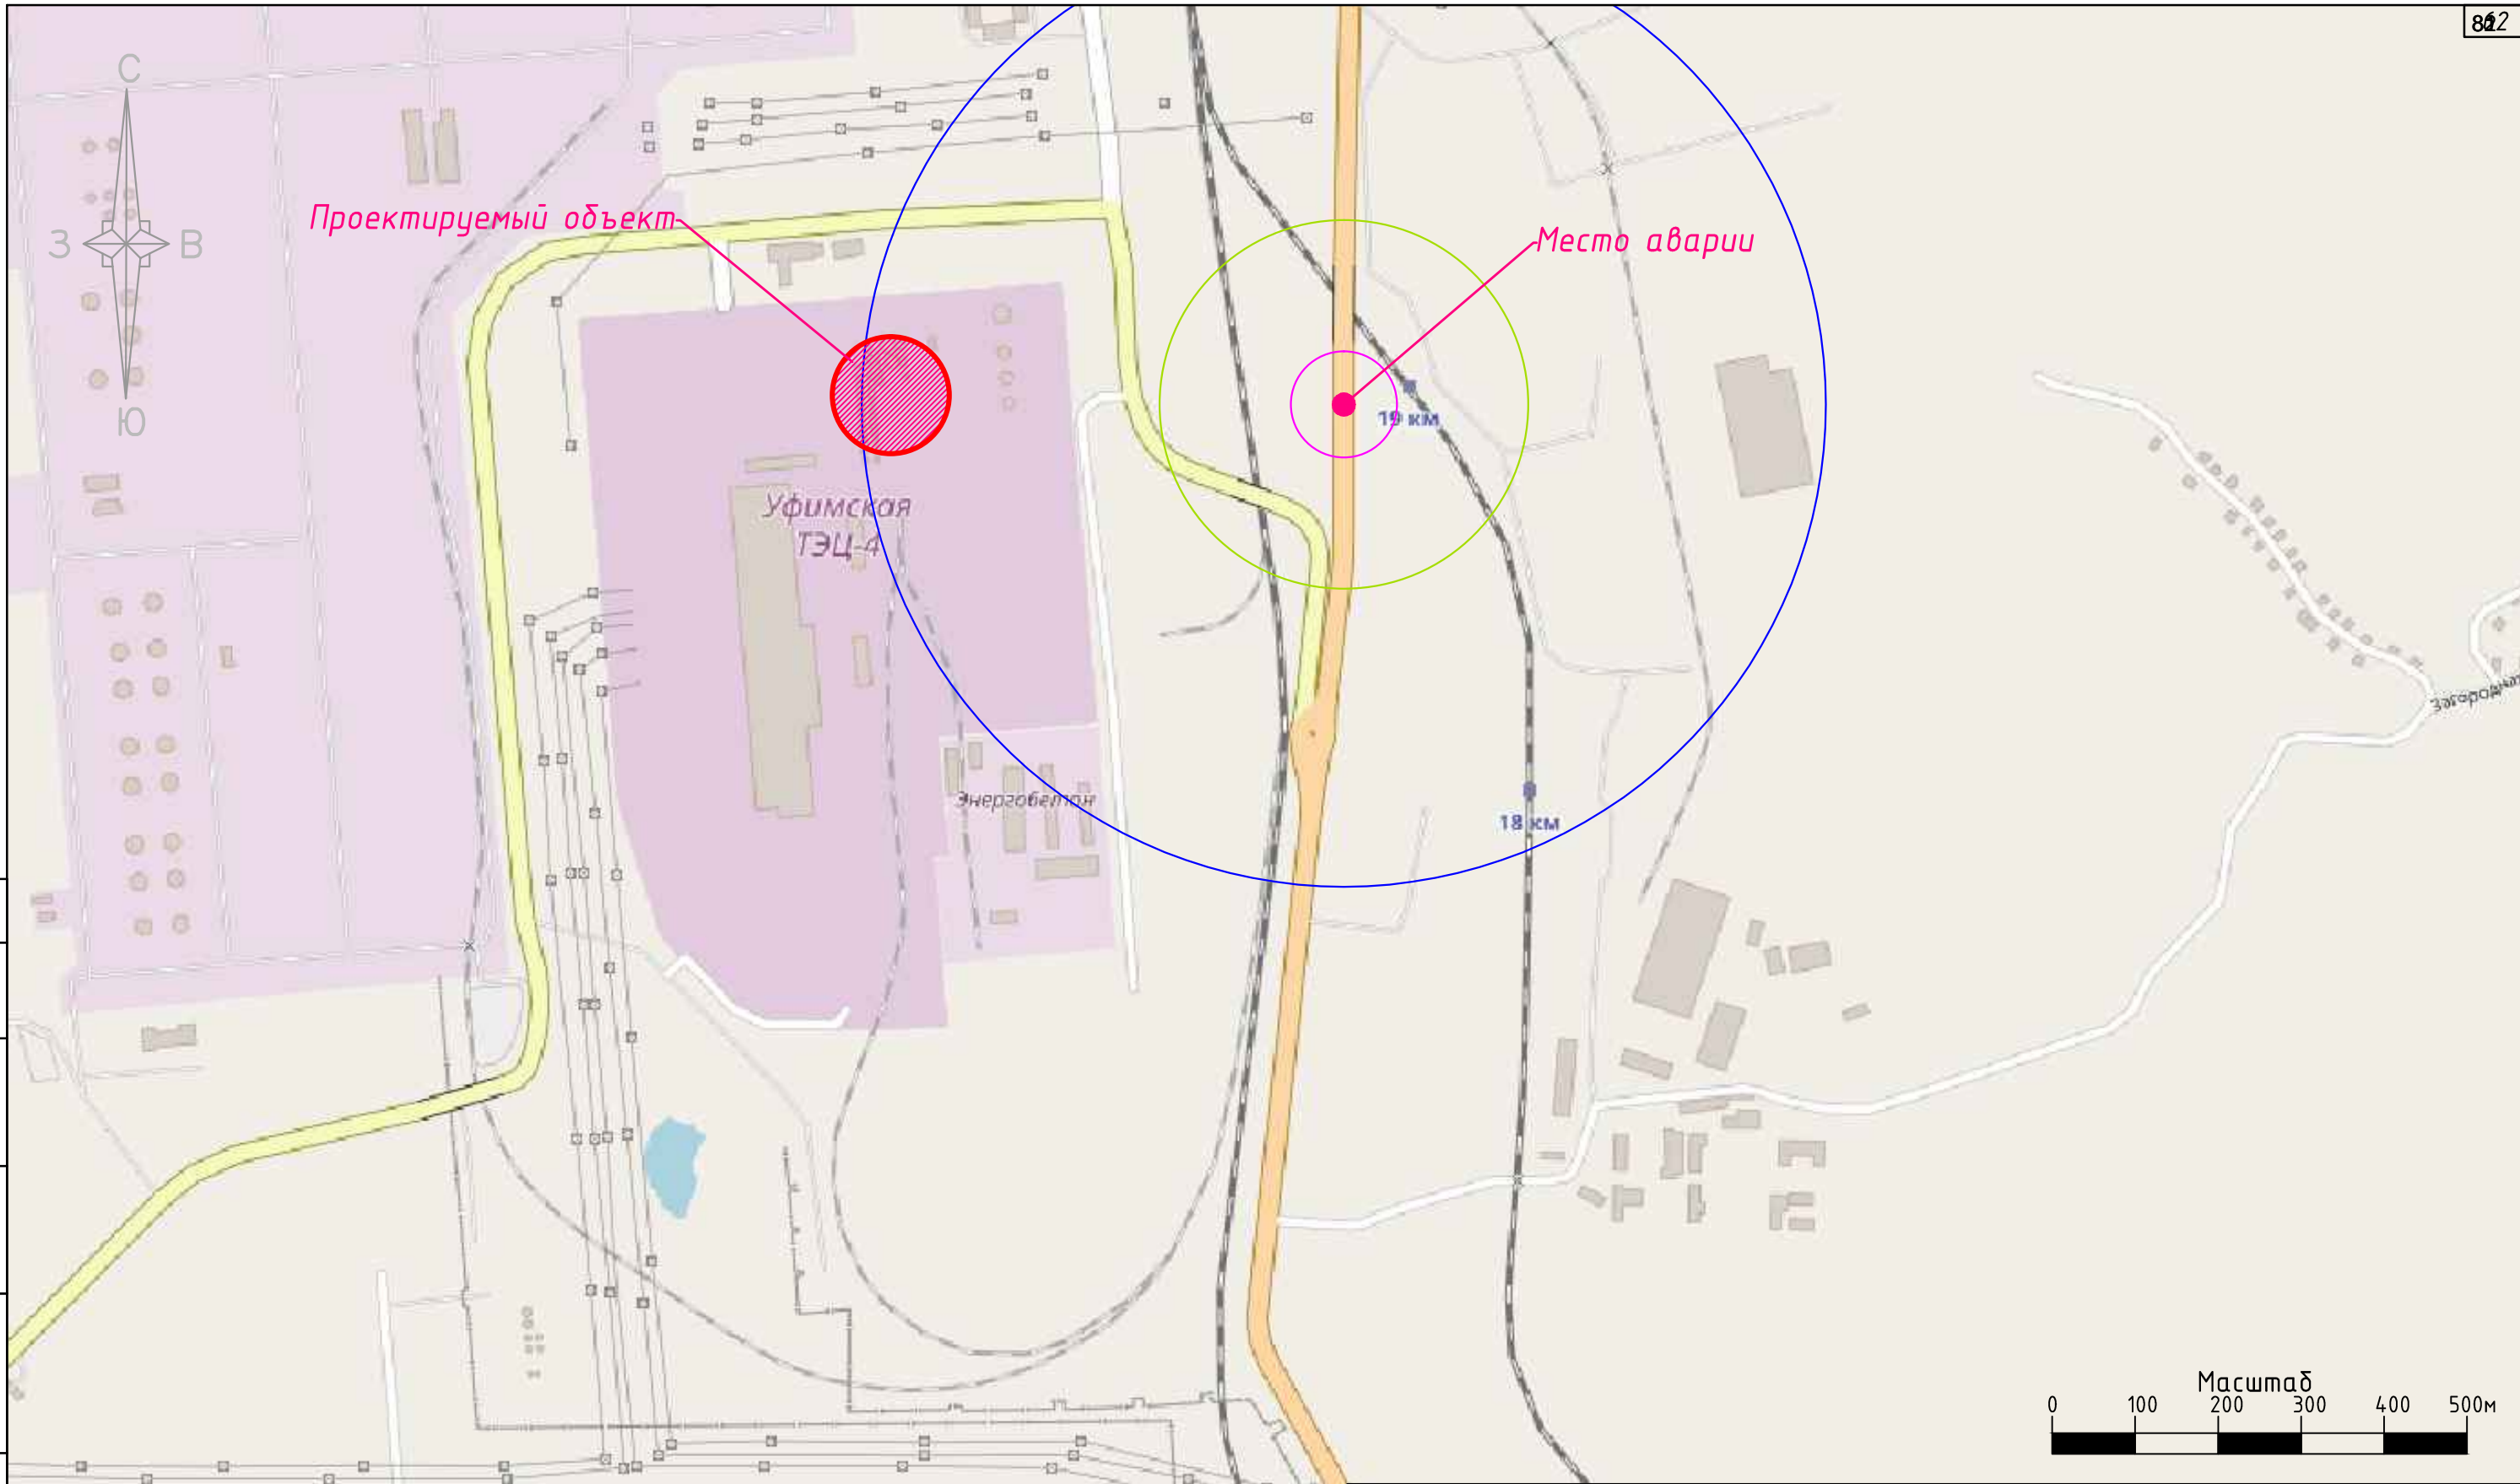 С
З
В
Ю
Проектируемый объект
Место аварии
19 км
Уфимская
ТЭЦ-4
Энергобетон
18 км
Масштаб
0 100 200 300 400 500м